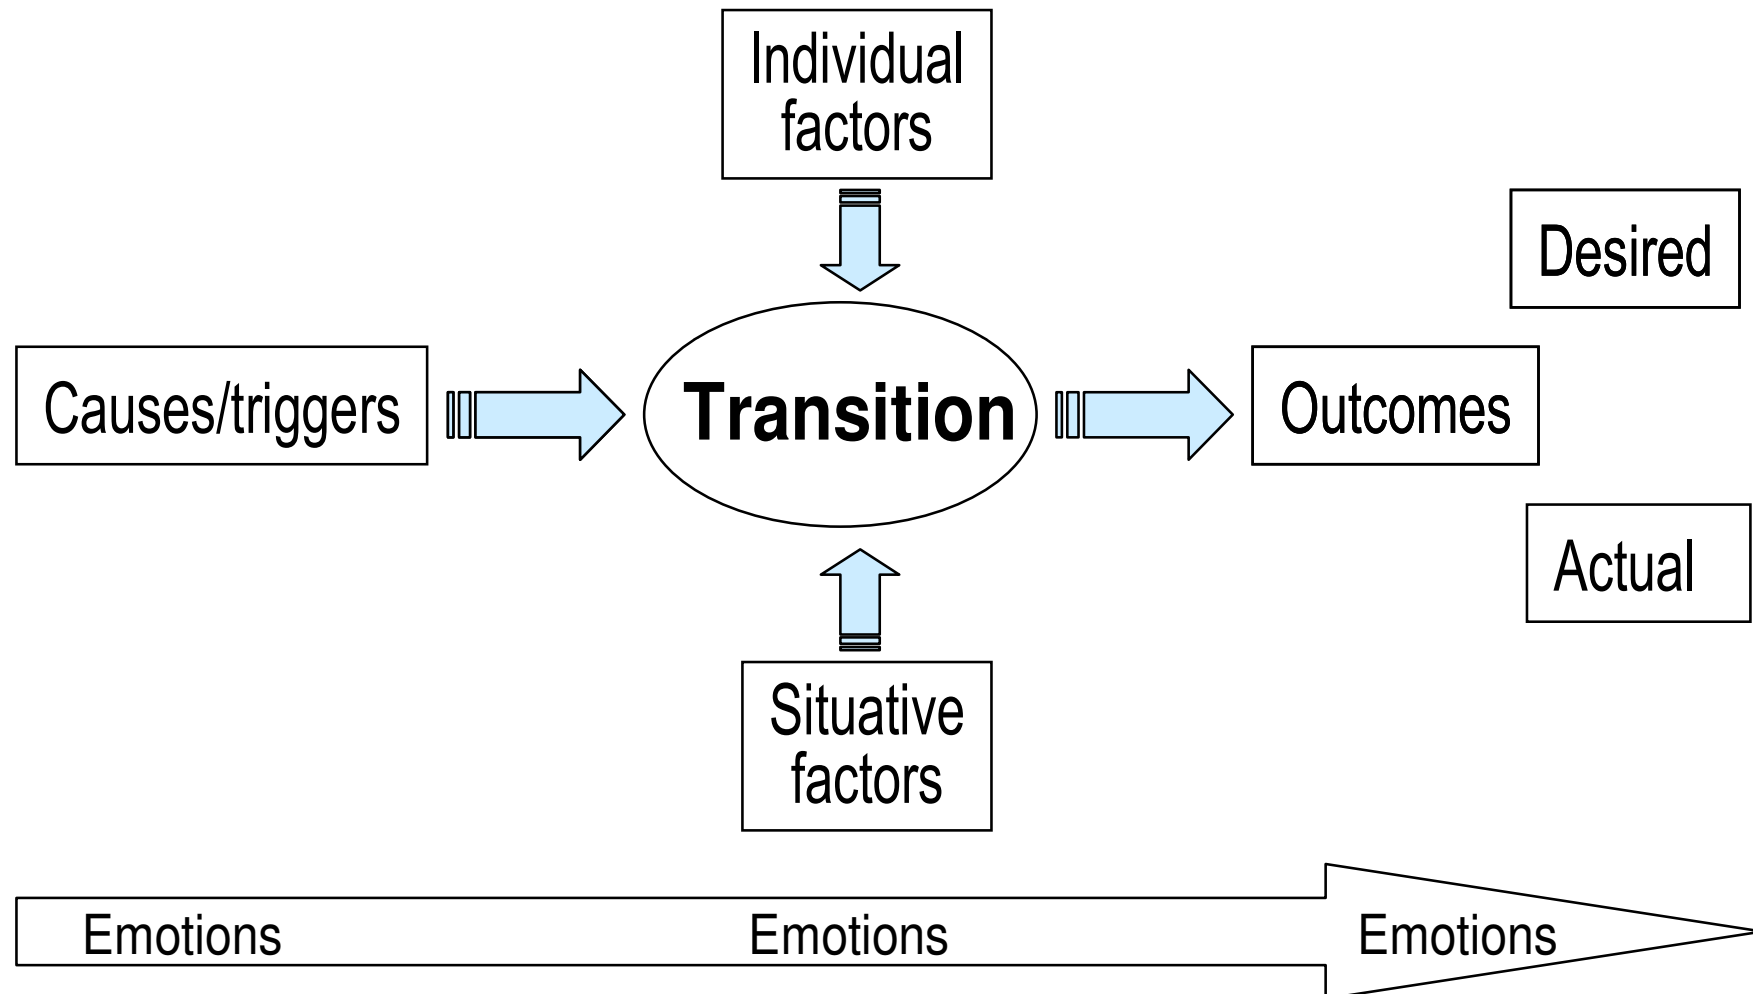 Individual
factors
Desired
Causes/triggers
Transition
Outcomes
Actual
Situative
factors
Emotions Emotions Emotions